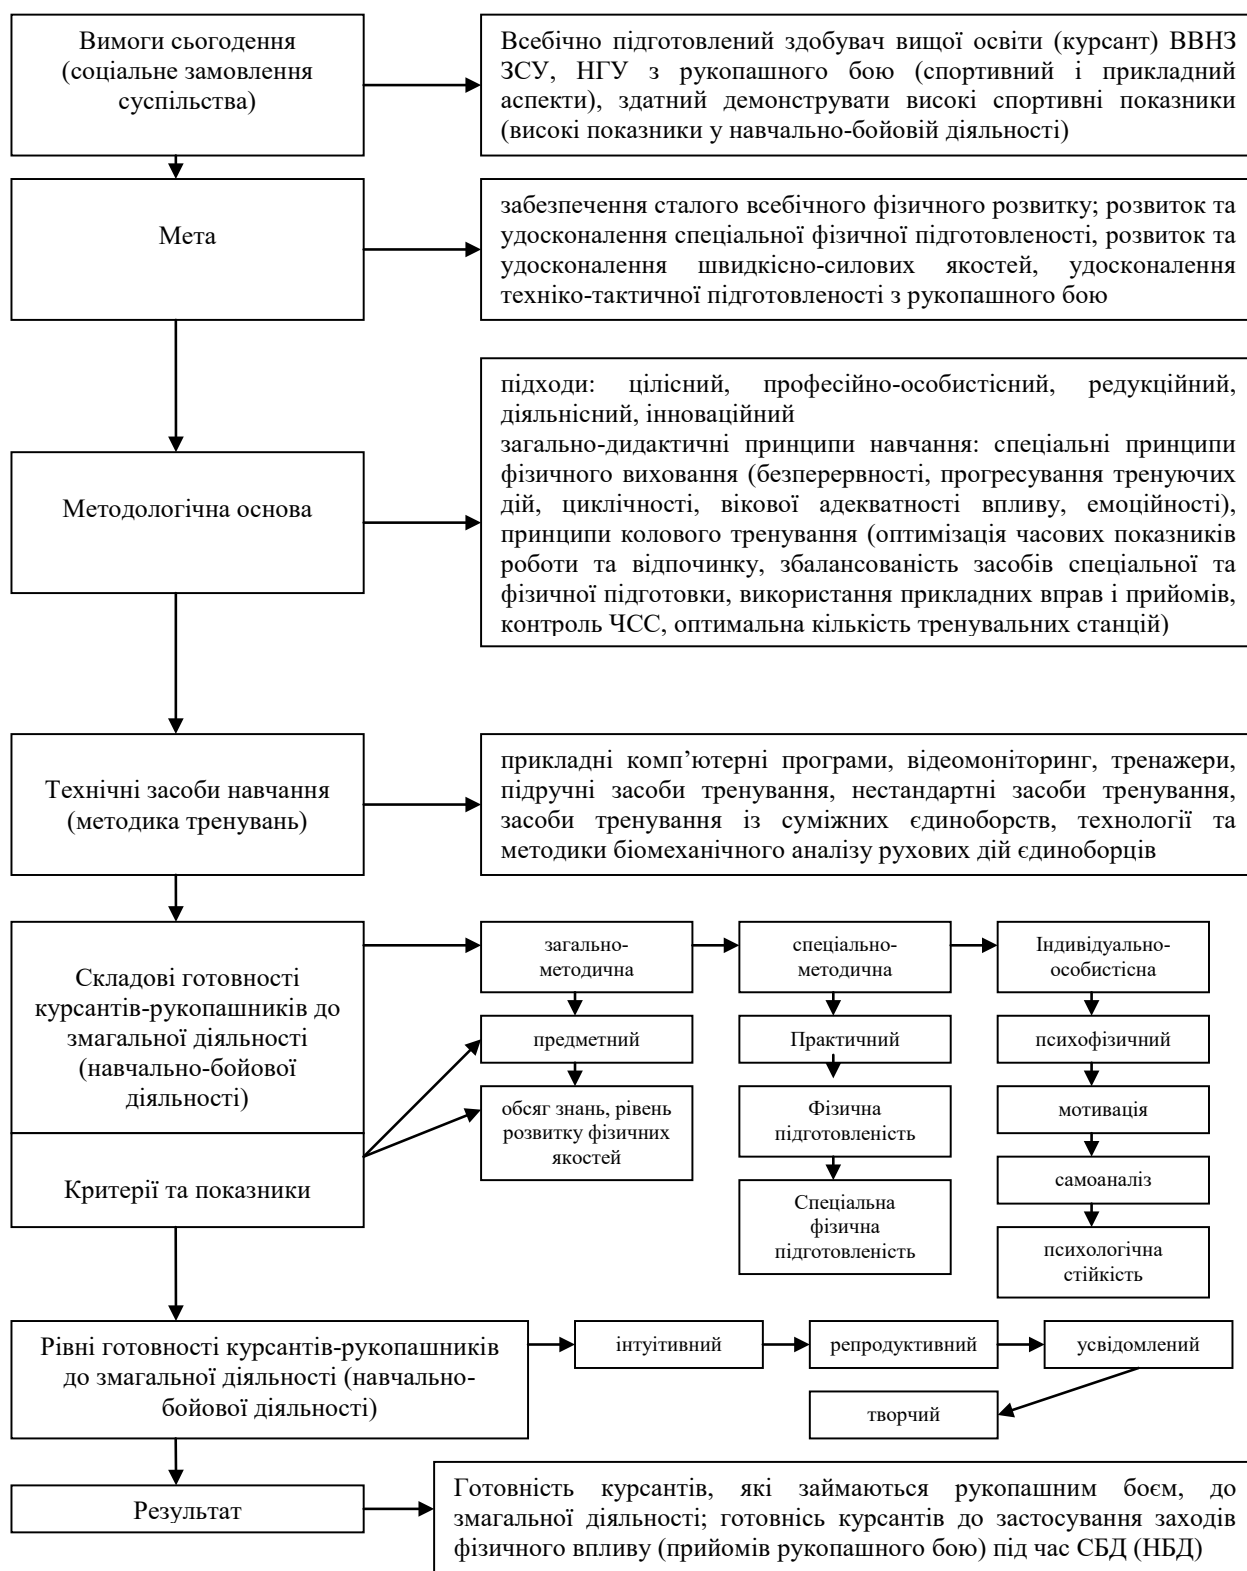 Вимоги сьогодення
(соціальне замовлення
суспільства)
Всебічно підготовлений здобувач вищої освіти (курсант) ВВНЗ
ЗСУ, НГУ з рукопашного бою (спортивний і прикладний
аспекти), здатний демонструвати високі спортивні показники
(високі показники у навчально-бойовій діяльності)
Мета
забезпечення сталого всебічного фізичного розвитку; розвиток та
удосконалення спеціальної фізичної підготовленості, розвиток та
удосконалення швидкісно-силових якостей, удосконалення
техніко-тактичної підготовленості з рукопашного бою
Методологічна основа
підходи: цілісний, професійно-особистісний, редукційний,
діяльнісний, інноваційний
загально-дидактичні принципи навчання: спеціальні принципи
фізичного виховання (безперервності, прогресування тренуючих
дій, циклічності, вікової адекватності впливу, емоційності),
принципи колового тренування (оптимізація часових показників
роботи та відпочинку, збалансованість засобів спеціальної та
фізичної підготовки, використання прикладних вправ і прийомів,
контроль ЧСС, оптимальна кількість тренувальних станцій)
Технічні засоби навчання
(методика тренувань)
прикладні комп’ютерні програми, відеомоніторинг, тренажери,
підручні засоби тренування, нестандартні засоби тренування,
засоби тренування із суміжних єдиноборств, технології та
методики біомеханічного аналізу рухових дій єдиноборців
Складові готовності
курсантів-рукопашників до
змагальної діяльності
(навчально-бойової
діяльності)
Критерії та показники
загально-
методична
предметний
обсяг знань, рівень
розвитку фізичних
якостей
спеціально-
методична
Практичний
Фізична
підготовленість
Спеціальна
фізична
підготовленість
Індивідуально-
особистісна
психофізичний
мотивація
самоаналіз
психологічна
стійкість
Рівні готовності курсантів-рукопашників
до змагальної діяльності (навчально-
бойової діяльності)
інтуітивний
репродуктивний
усвідомлений
творчий
Результат
Готовність курсантів, які займаються рукопашним боєм, до
змагальної діяльності; готовнісь курсантів до застосування заходів
фізичного впливу (прийомів рукопашного бою) під час СБД (НБД)